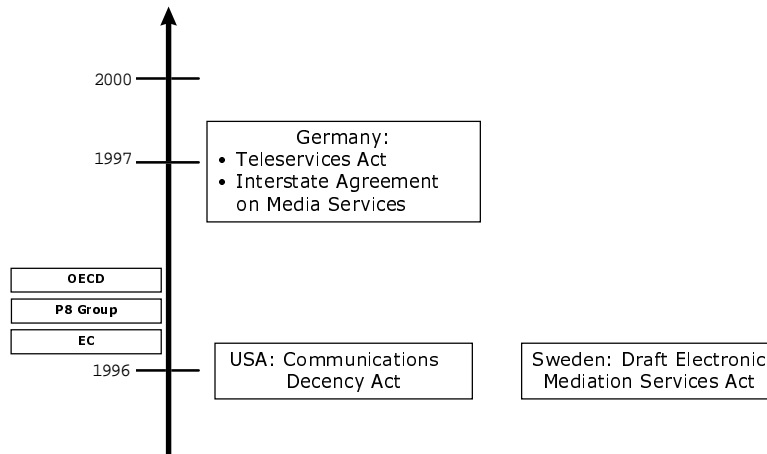 2000
Germany:
1997
• Teleservices Act
• Interstate Agreement
on Media Services
OECD
P8 Group
EC
USA: Communications
Decency Act
Sweden: Draft Electronic
Mediation Services Act
1996